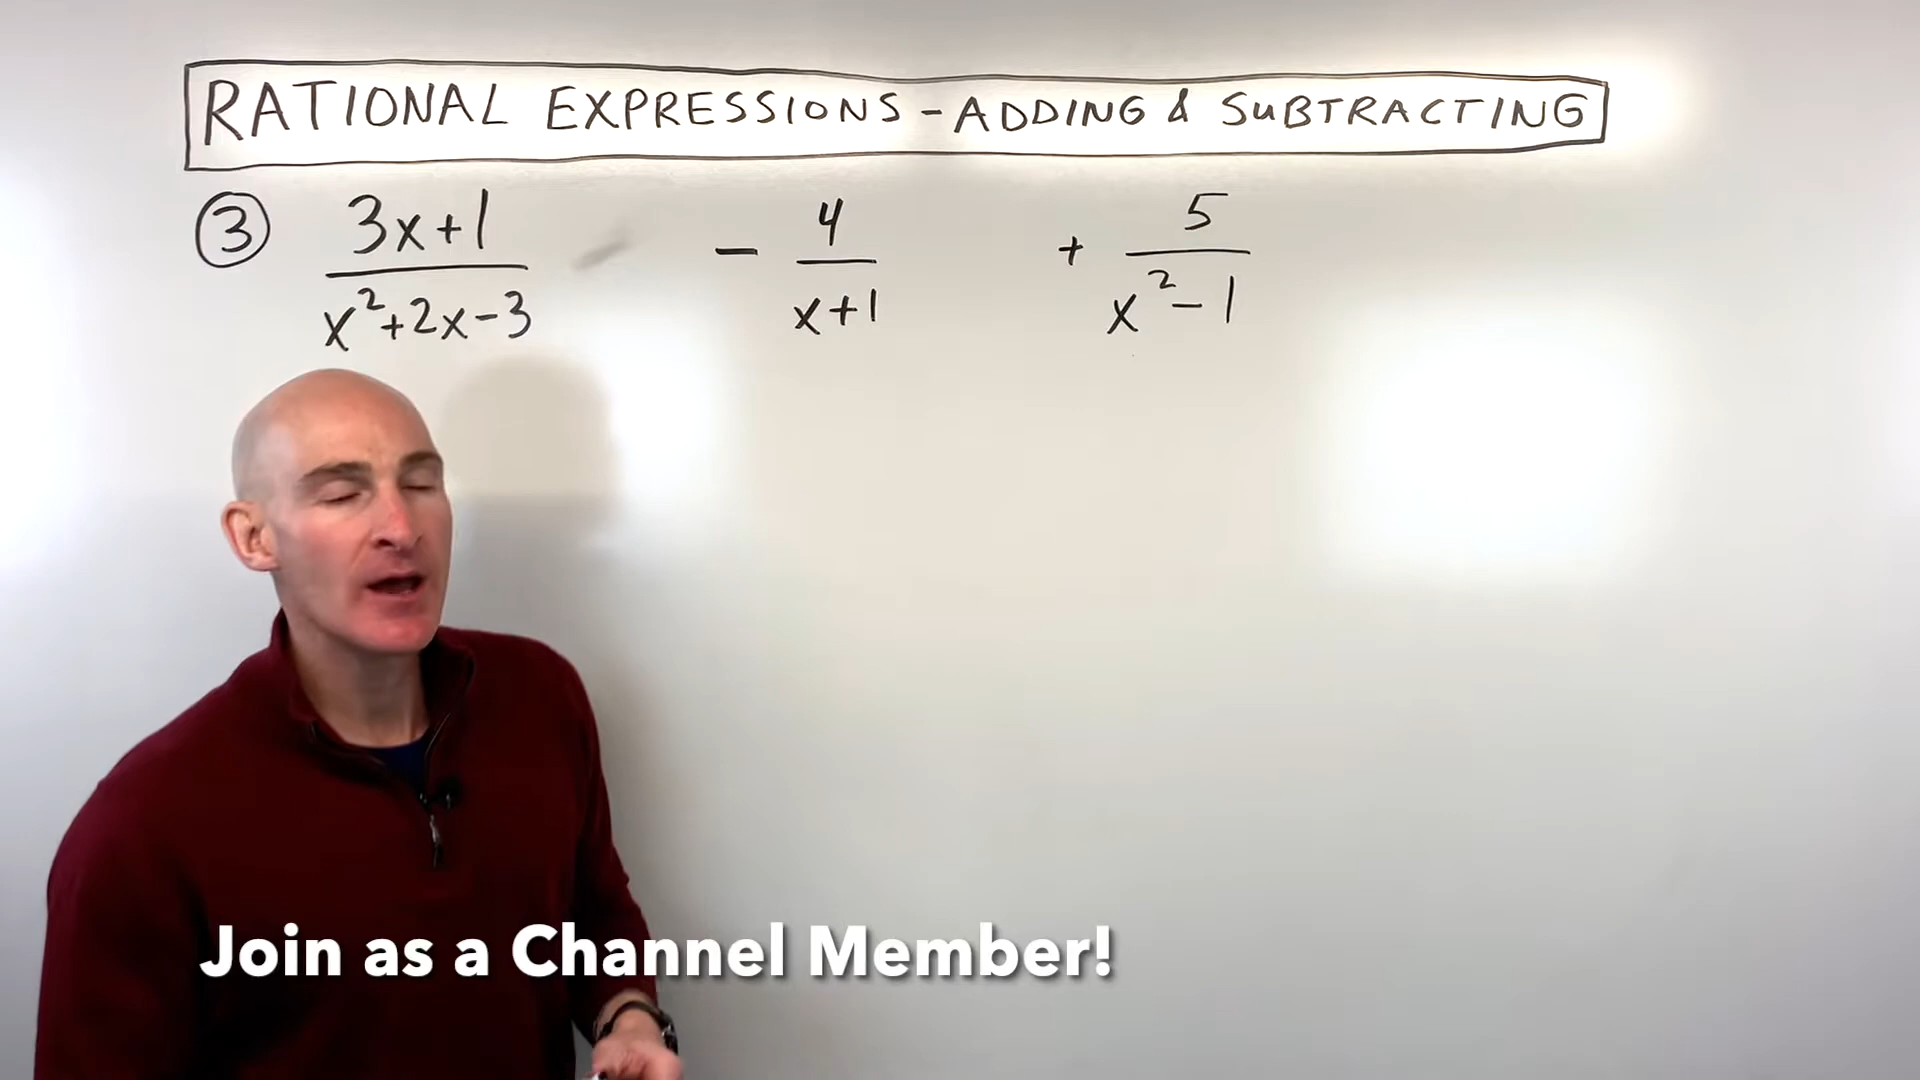 RATIONAL EXPRESSIONS - ADDING & SUBTRACTING
③ 3x+1 - 4 + 5
x²+2x-3 x+1 x²-1
Join as a Channel Member!